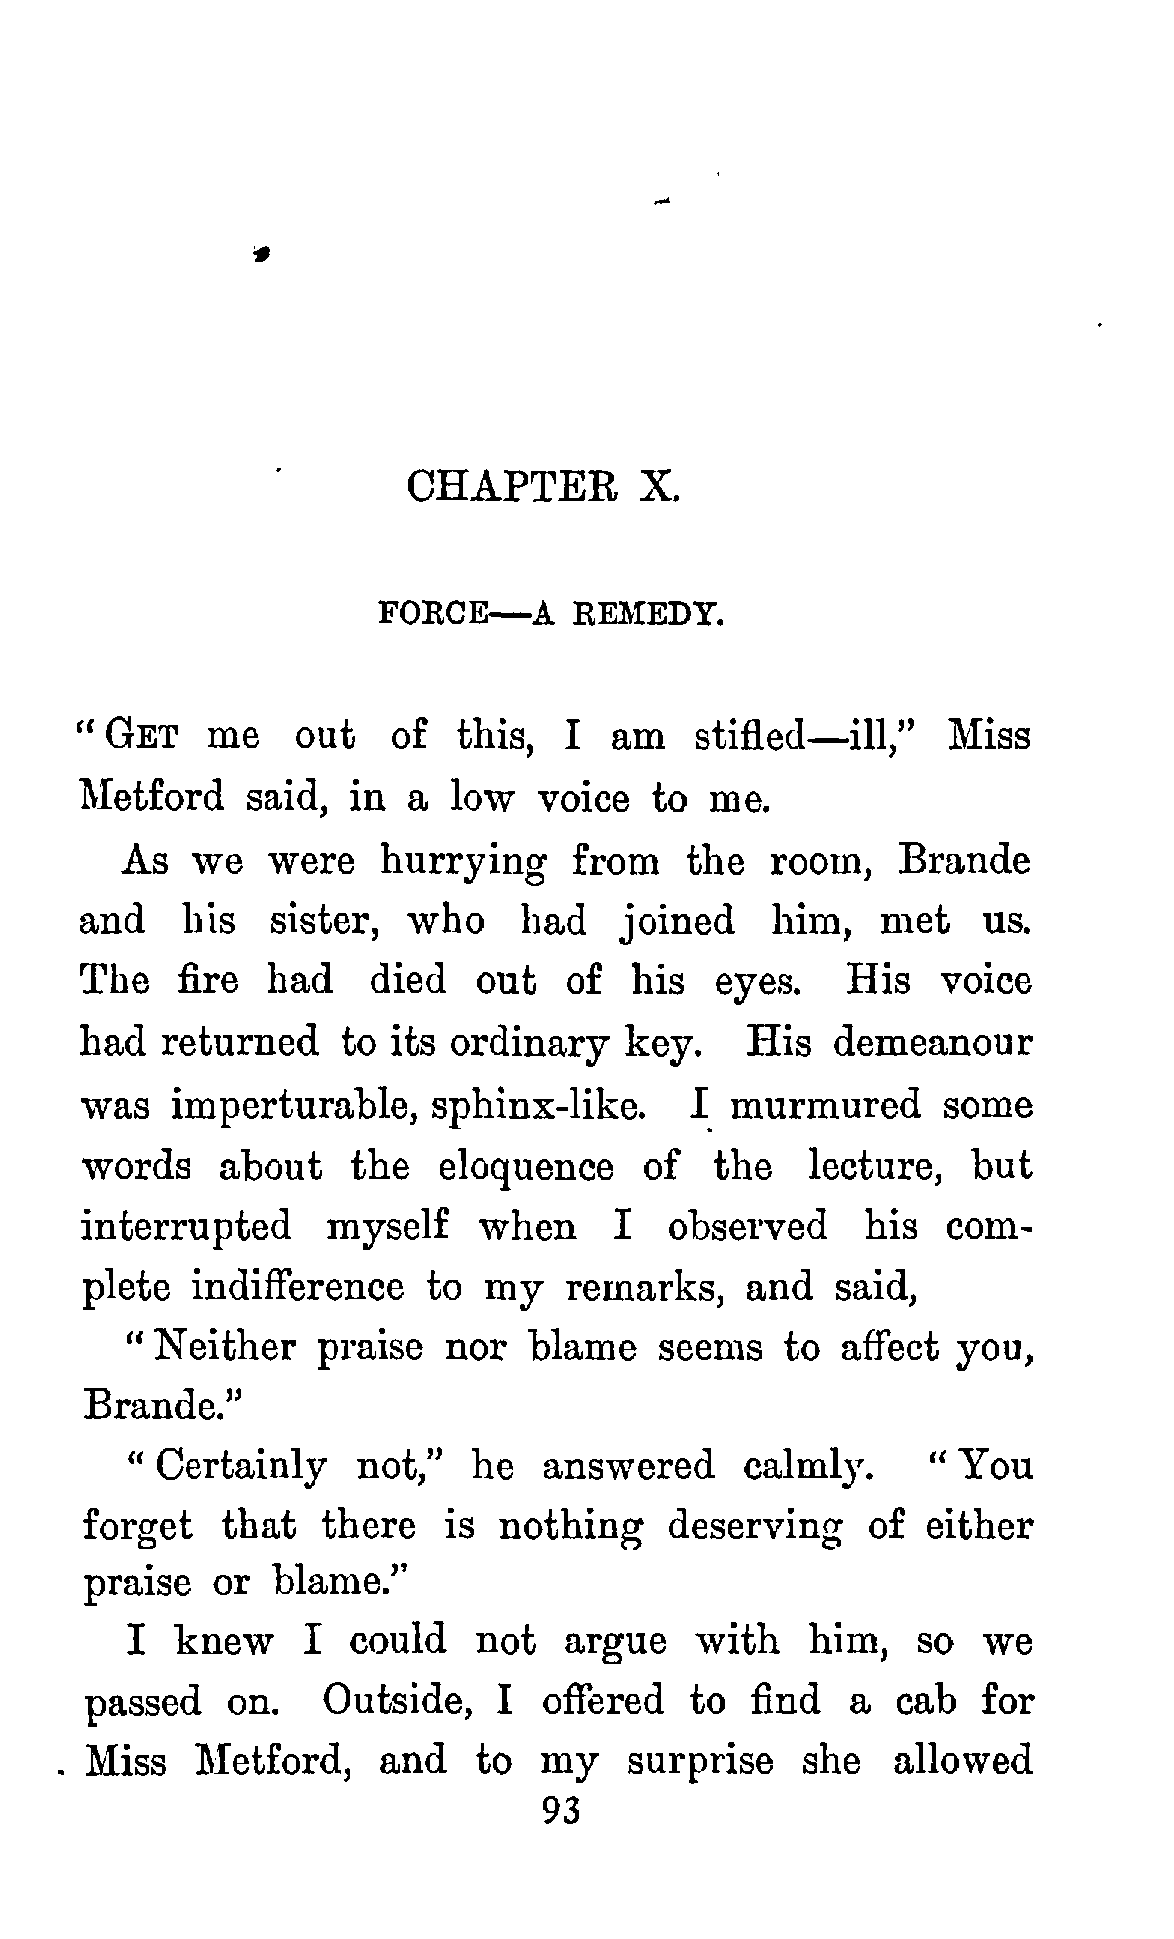 CHAPTER X.
FORCE—A REMEDY.
“GET me out of this, I am stifled—ill,” Miss
Metford said, in a low voice to me.
As we were hurrying from the room, Brande
and his sister, who had joined him, met us.
The fire had died out of his eyes. His voice
had returned to its ordinary key. His demeanour
was imperturable, sphinx-like. I murmured some
words about the eloquence of the lecture, but
interrupted myself when I observed his com-
plete indifference to my remarks, and said,
“Neither praise nor blame seems to affect you,
Brande.”
“Certainly not,” he answered calmly. “You
forget that there is nothing deserving of either
praise or blame.”
I knew I could not argue with him, so we
passed on. Outside, I offered to find a cab for
Miss Metford, and to my surprise she allowed
93